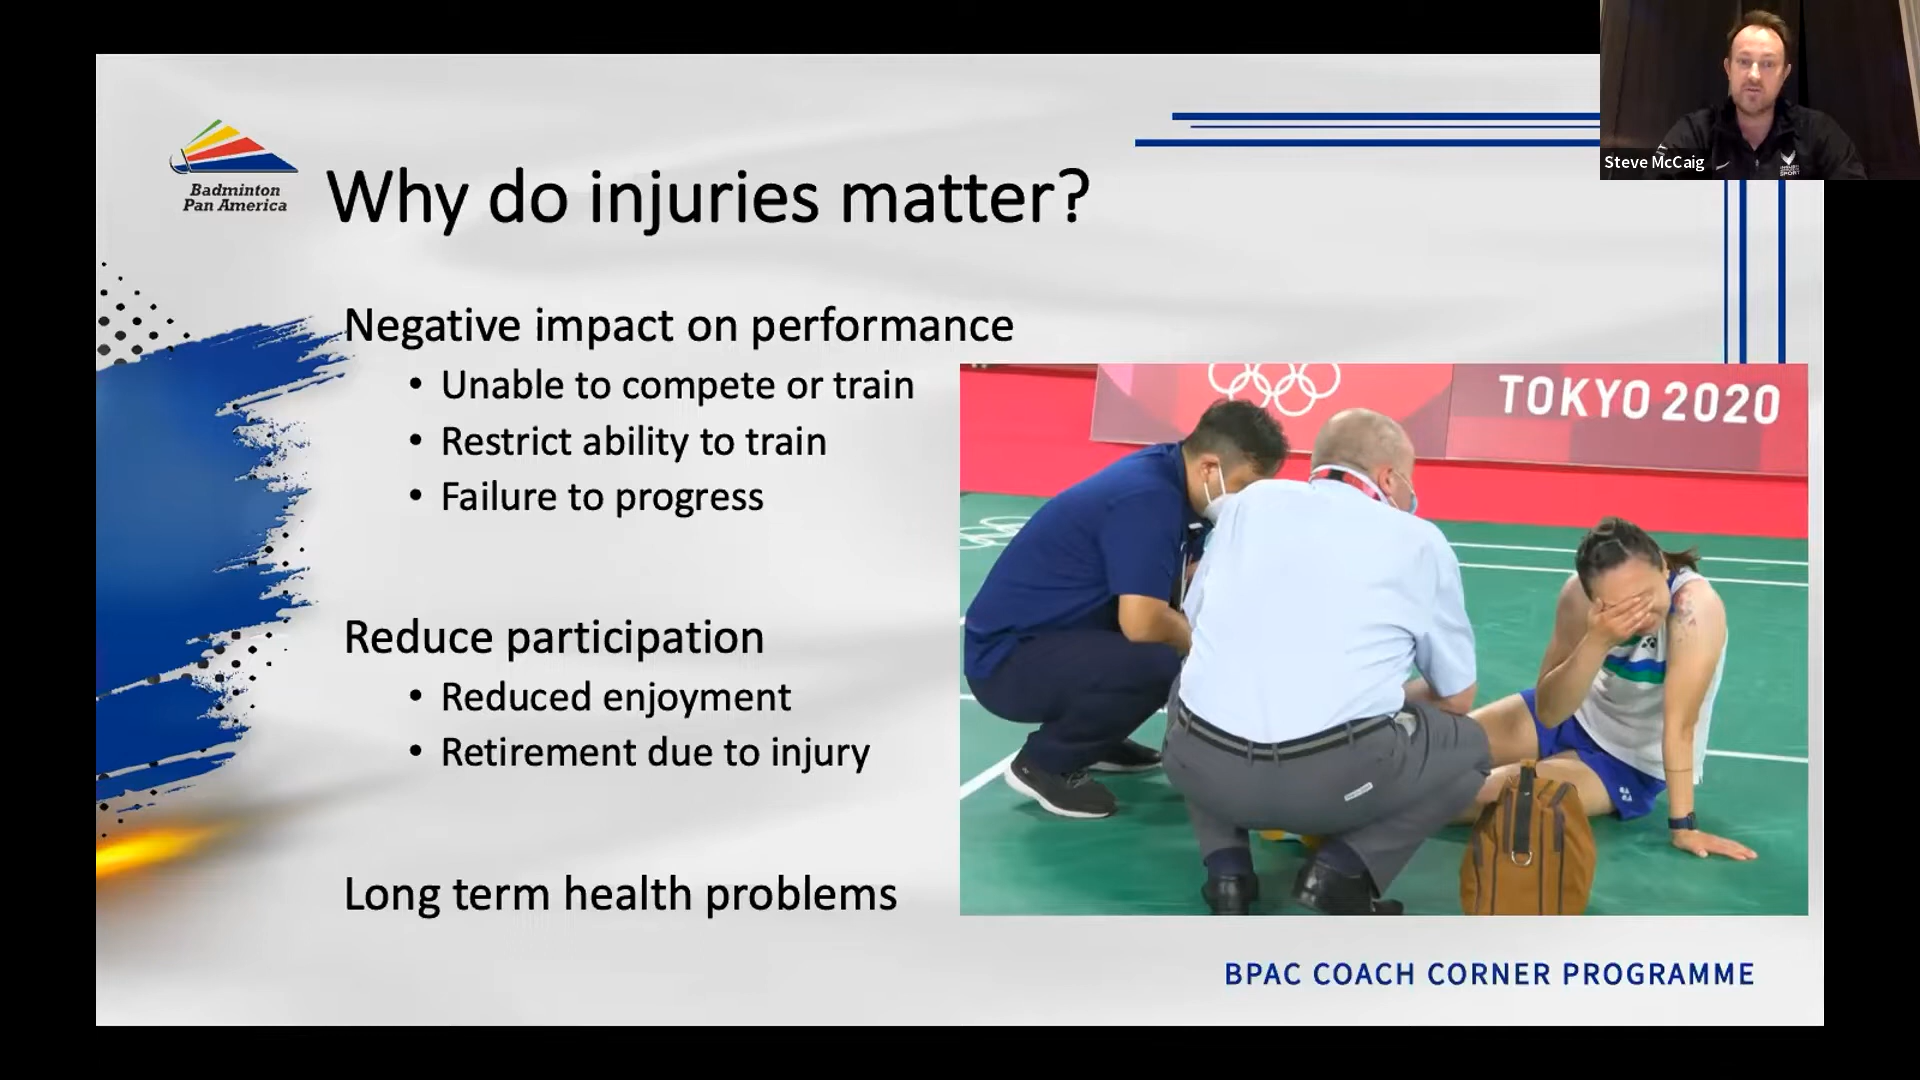 Steve McCaig
Badminton
Pan America
Why do injuries matter?
Negative impact on performance
• Unable to compete or train
• Restrict ability to train
• Failure to progress
TOKYO 2020
Reduce participation
• Reduced enjoyment
• Retirement due to injury
Long term health problems
BPAC COACH CORNER PROGRAMME